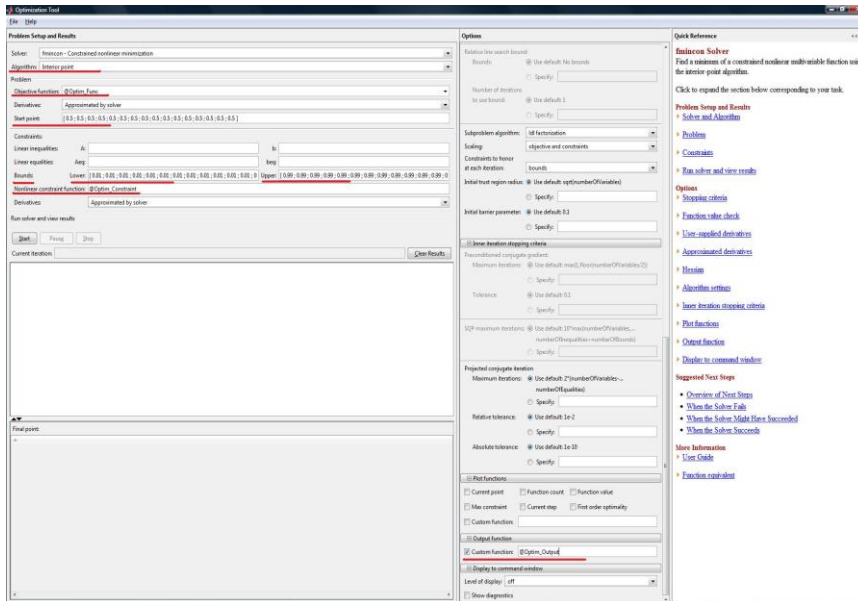 Optimization Tool
File Help
Problem Setup and Results
Solver: fmincon - Constrained nonlinear minimization
Algorithm: Interior point
Problem
Objective function: @Optim_Func
Derivatives: Approximated by solver
Start point: [ 0.5 ; 0.5 ; 0.5 ; 0.5 ; 0.5 ; 0.5 ; 0.5 ; 0.5 ; 0.5 ; 0.5 ; 0.5 ; 0.5 ; 0.5 ; 0.5 ; 0.5 ]
Constraints:
Linear inequalities: A: b:
Linear equalities: Aeq: beq:
Bounds: Lower: [ 0.01 ; 0.01 ; 0.01 ; 0.01 ; 0.01 ; 0.01 ; 0.01 ; 0.01 ; 0.01 ; 0.01 ; 0.01 ; 0 Upper: [ 0.99 ; 0.99 ; 0.99 ; 0.99 ; 0.99 ; 0.99 ; 0.99 ; 0.99 ; 0.99 ; 0.99 ; 0.99 ; 0
Nonlinear constraint function: @Optim_Constraint
Derivatives: Approximated by solver
Run solver and view results
Start Pause Stop
Current iteration: Clear Results
Final point:
Options
Relative line search bound:
Bounds: Use default: No bounds
Specify:
Number of iterations
to use bound: Use default: 1
Specify:
Subproblem algorithm: ldl factorization
Scaling: objective and constraints
Constraints to honor
at each iteration: bounds
Initial trust region radius: Use default: sqrt(numberOfVariables)
Specify:
Initial barrier parameter: Use default: 0.1
Specify:
Inner iteration stopping criteria
Preconditioned conjugate gradient:
Maximum iterations: Use default: max(1,floor(numberOfVariables/2))
Specify:
Tolerance: Use default: 0.1
Specify:
SQP maximum iterations: Use default: 10*max(numberOfVariables,...
numberOfInequalities+numberOfBounds)
Specify:
Projected conjugate iteration
Maximum iterations: Use default: 2*(numberOfVariables-...
numberOfEqualities)
Specify:
Relative tolerance: Use default: 1e-2
Specify:
Absolute tolerance: Use default: 1e-10
Specify:
Plot functions
Current point Function count Function value
Max constraint Current step First order optimality
Custom function:
Output function
Custom function: @Optim_Output
Display to command window
Level of display: off
Show diagnostics
Quick Reference <<
fmincon Solver
Find a minimum of a constrained nonlinear multivariable function usi
the interior-point algorithm.
Click to expand the section below corresponding to your task.
Problem Setup and Results
Solver and Algorithm
Problem
Constraints
Run solver and view results
Options
Stopping criteria
Function value check
User-supplied derivatives
Approximated derivatives
Hessian
Algorithm settings
Inner iteration stopping criteria
Plot functions
Output function
Display to command window
Suggested Next Steps
• Overview of Next Steps
• When the Solver Fails
• When the Solver Might Have Succeeded
• When the Solver Succeeds
More Information
User Guide
Function equivalent